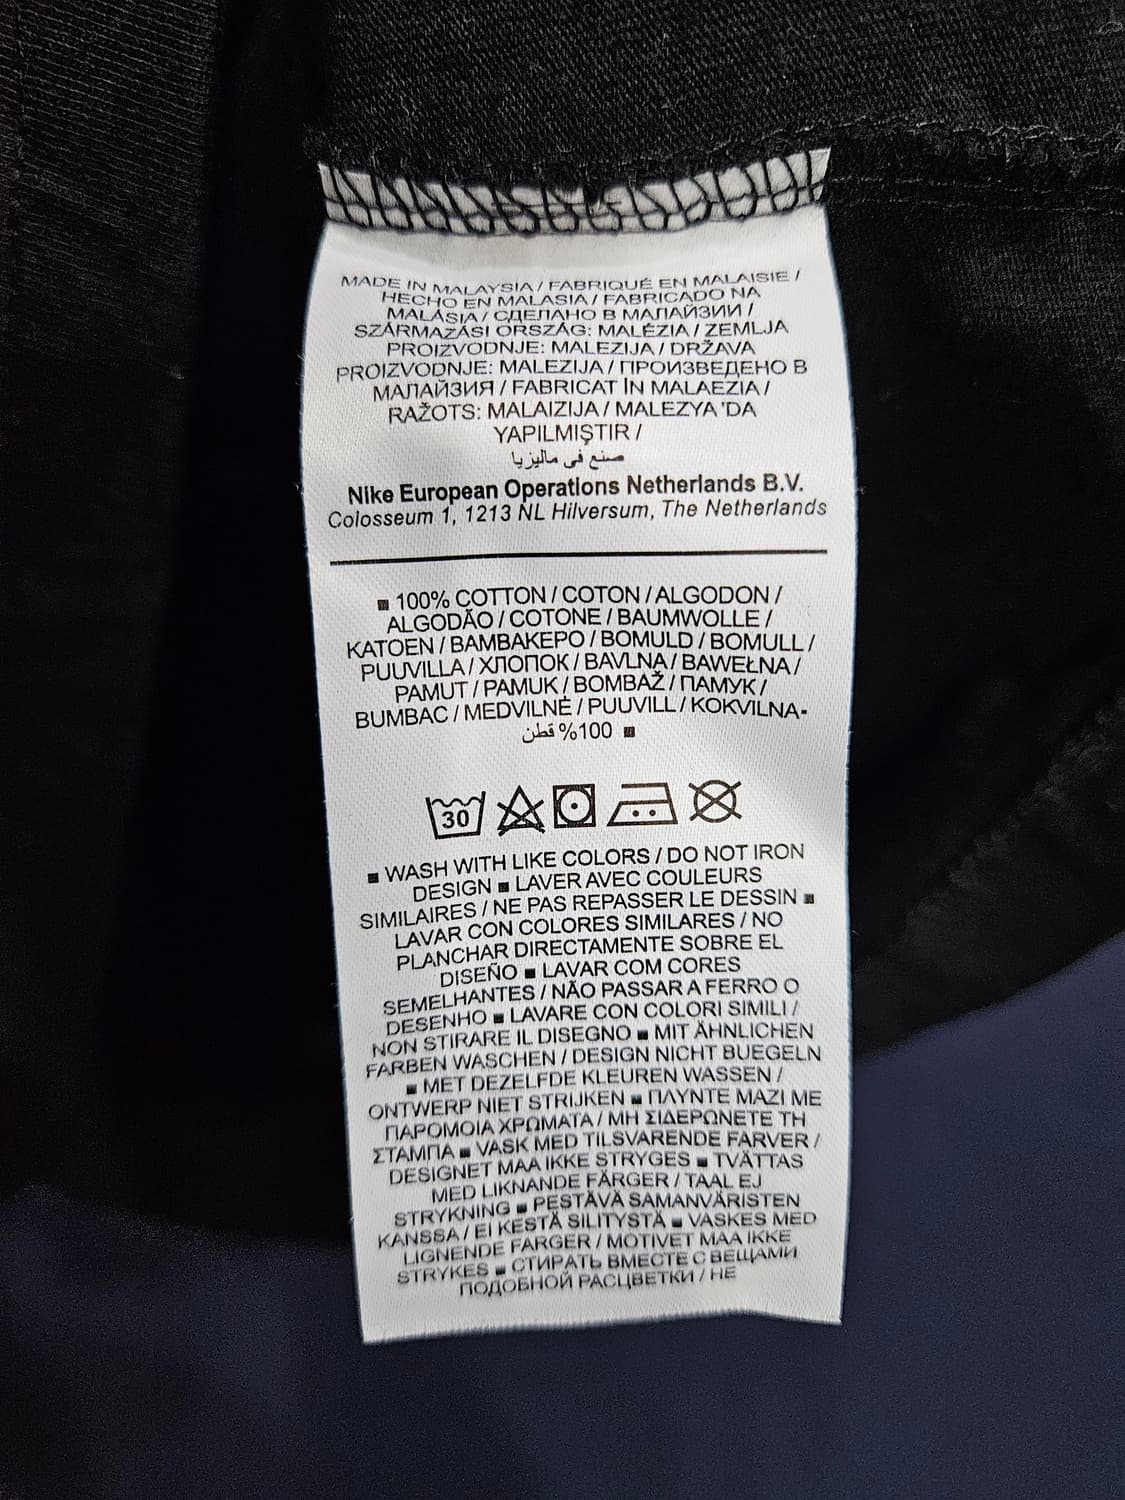 MADE IN MALAYSIA / FABRIQUÉ EN MALAISIE /
HECHO EN MALASIA / FABRICADO NA
MALÁSIA / СДЕЛАНО В МАЛАЙЗИИ /
SZÁRMAZÁSI ORSZÁG: MALÉZIA / ZEMLJA
PROIZVODNJE: MALEZIJA / DRŽAVA
PROIZVODNJE: MALEZIJA / ПРОИЗВЕДЕНО В
МАЛАЙЗИЯ / FABRICAT ÎN MALAEZIA /
RAŽOTS: MALAIZIJA / MALEZYA 'DA
YAPILMIŞTIR /
صنع في ماليزيا
Nike European Operations Netherlands B.V.
Colosseum 1, 1213 NL Hilversum, The Netherlands
■ 100% COTTON / COTON / ALGODON /
ALGODÃO / COTONE / BAUMWOLLE /
KATOEN / ΒΑΜΒΑΚΕΡΟ / BOMULD / BOMULL /
PUUVILLA / ХЛОПОК / BAVLNA / BAWEŁNA /
PAMUT / PAMUK / BOMBAŽ / ПАМУК /
BUMBAC / MEDVILNĖ / PUUVILL / KOKVILNA-
100% قطن ■
30
■ WASH WITH LIKE COLORS / DO NOT IRON
DESIGN ■ LAVER AVEC COULEURS
SIMILAIRES / NE PAS REPASSER LE DESSIN ■
LAVAR CON COLORES SIMILARES / NO
PLANCHAR DIRECTAMENTE SOBRE EL
DISEÑO ■ LAVAR COM CORES
SEMELHANTES / NÃO PASSAR A FERRO O
DESENHO ■ LAVARE CON COLORI SIMILI /
NON STIRARE IL DISEGNO ■ MIT ÄHNLICHEN
FARBEN WASCHEN / DESIGN NICHT BUEGELN
■ MET DEZELFDE KLEUREN WASSEN /
ONTWERP NIET STRIJKEN ■ ΠΛΥΝΤΕ ΜΑΖΙ ΜΕ
ΠΑΡΟΜΟΙΑ ΧΡΩΜΑΤΑ / ΜΗ ΣΙΔΕΡΩΝΕΤΕ ΤΗ
ΣΤΑΜΠΑ ■ VASK MED TILSVARENDE FARVER /
DESIGNET MAA IKKE STRYGES ■ TVÄTTAS
MED LIKNANDE FÄRGER / TAAL EJ
STRYKNING ■ PESTÄVÄ SAMANVÄRISTEN
KANSSA / EI KESTÄ SILITYSTÄ ■ VASKES MED
LIGNENDE FARGER / MOTIVET MAA IKKE
STRYKES ■ СТИРАТЬ ВМЕСТЕ С ВЕЩАМИ
ПОДОБНОЙ РАСЦВЕТКИ / НЕ